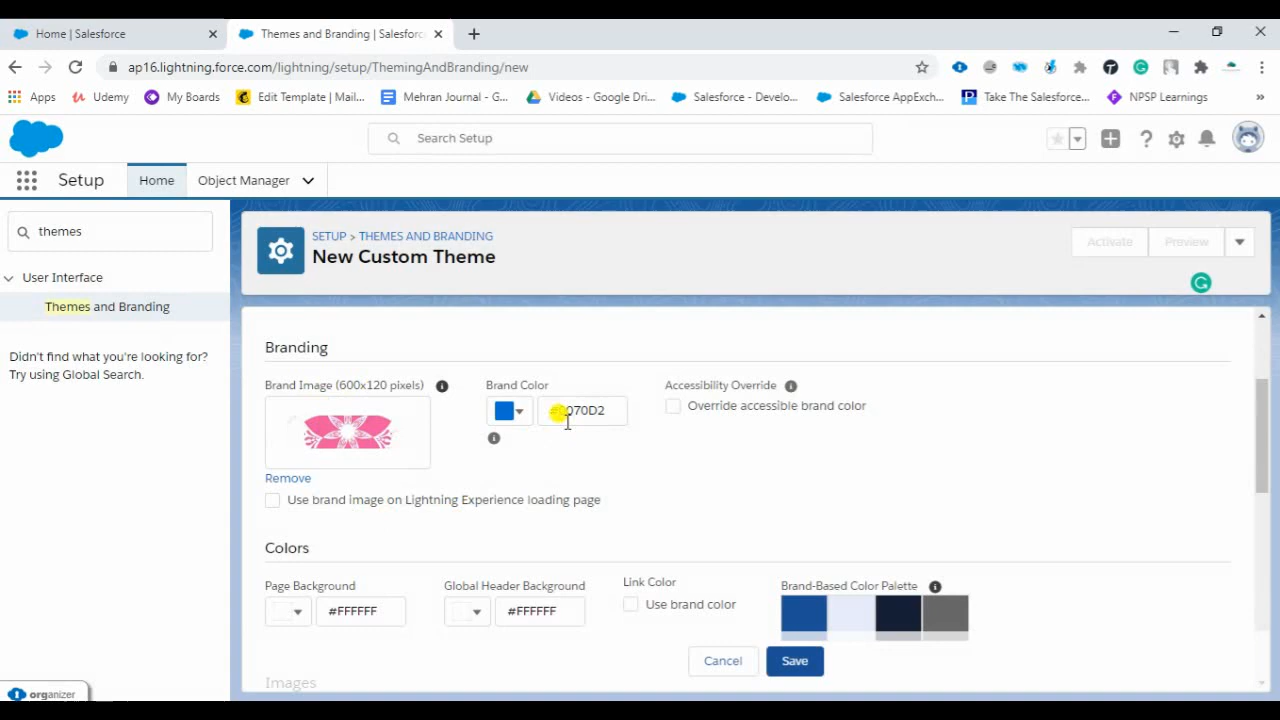 Home | Salesforce
Themes and Branding | Salesforc
ap16.lightning.force.com/lightning/setup/ThemingAndBranding/new
Apps
Udemy
My Boards
Edit Template | Mail...
Mehran Journal - G...
Videos - Google Dri...
Salesforce - Develo...
Salesforce AppExch...
Take The Salesforce...
NPSP Learnings
Search Setup
Setup
Home
Object Manager
themes
User Interface
Themes and Branding
Didn't find what you're looking for?
Try using Global Search.
SETUP > THEMES AND BRANDING
New Custom Theme
Activate
Preview
Branding
Brand Image (600x120 pixels)
Brand Color
Accessibility Override
#0070D2
Override accessible brand color
Remove
Use brand image on Lightning Experience loading page
Colors
Page Background
Global Header Background
Link Color
Brand-Based Color Palette
#FFFFFF
#FFFFFF
Use brand color
Cancel
Save
Images
organizer